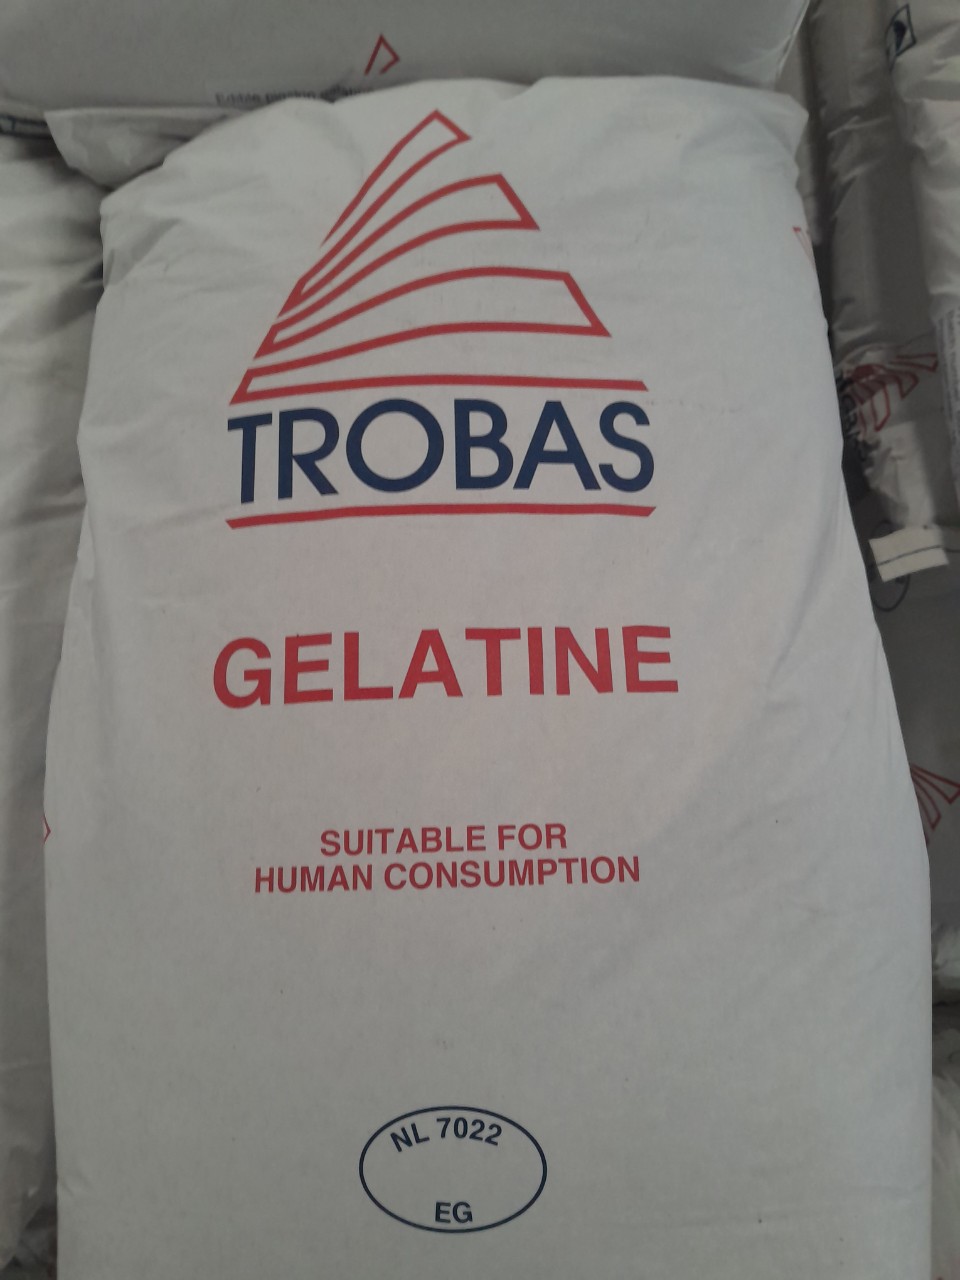 TROBAS
GELATINE
SUITABLE FOR
HUMAN CONSUMPTION
NL 7022
EG